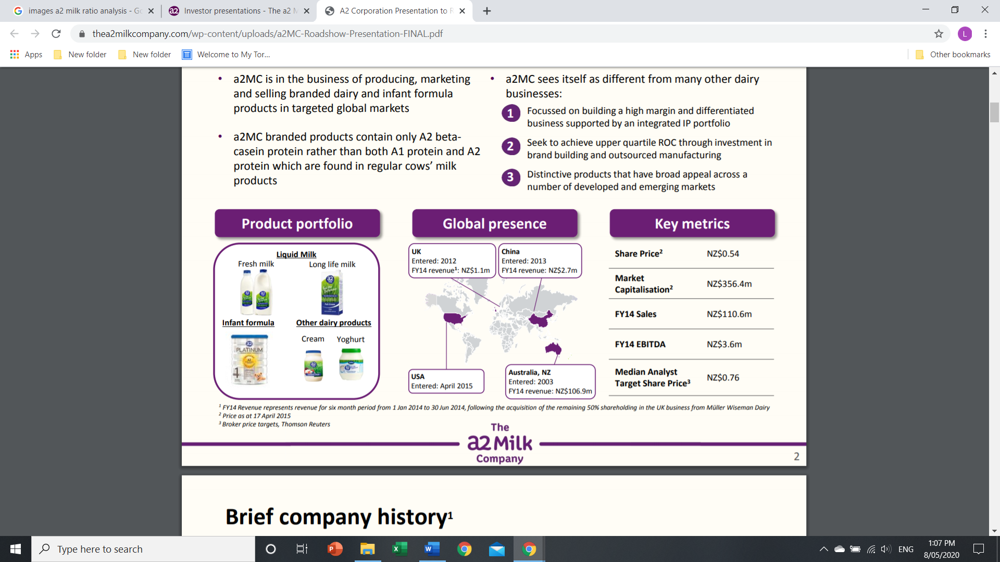 images a2 milk ratio analysis - Go
Investor presentations - The a2 M
A2 Corporation Presentation to R
thea2milkcompany.com/wp-content/uploads/a2MC-Roadshow-Presentation-FINAL.pdf
L
Apps
New folder
New folder
Welcome to My Tor...
Other bookmarks
• a2MC is in the business of producing, marketing
and selling branded dairy and infant formula
products in targeted global markets
• a2MC branded products contain only A2 beta-
casein protein rather than both A1 protein and A2
protein which are found in regular cows’ milk
products
• a2MC sees itself as different from many other dairy
businesses:
1 Focussed on building a high margin and differentiated
business supported by an integrated IP portfolio
2 Seek to achieve upper quartile ROC through investment in
brand building and outsourced manufacturing
3 Distinctive products that have broad appeal across a
number of developed and emerging markets
Product portfolio
Liquid Milk
Fresh milk
Long life milk
Infant formula
Other dairy products
Cream
Yoghurt
a2
PLATINUM
1
Global presence
UK
Entered: 2012
FY14 revenue¹: NZ$1.1m
China
Entered: 2013
FY14 revenue: NZ$2.7m
USA
Entered: April 2015
Australia, NZ
Entered: 2003
FY14 revenue: NZ$106.9m
Key metrics
Share Price² NZ$0.54
Market
Capitalisation² NZ$356.4m
FY14 Sales NZ$110.6m
FY14 EBITDA NZ$3.6m
Median Analyst
Target Share Price³ NZ$0.76
¹ FY14 Revenue represents revenue for six month period from 1 Jan 2014 to 30 Jun 2014, following the acquisition of the remaining 50% shareholding in the UK business from Müller Wiseman Dairy
² Price as at 17 April 2015
³ Broker price targets, Thomson Reuters
The
a2 Milk
Company
2
Brief company history¹
Type here to search
ENG
1:07 PM
8/05/2020